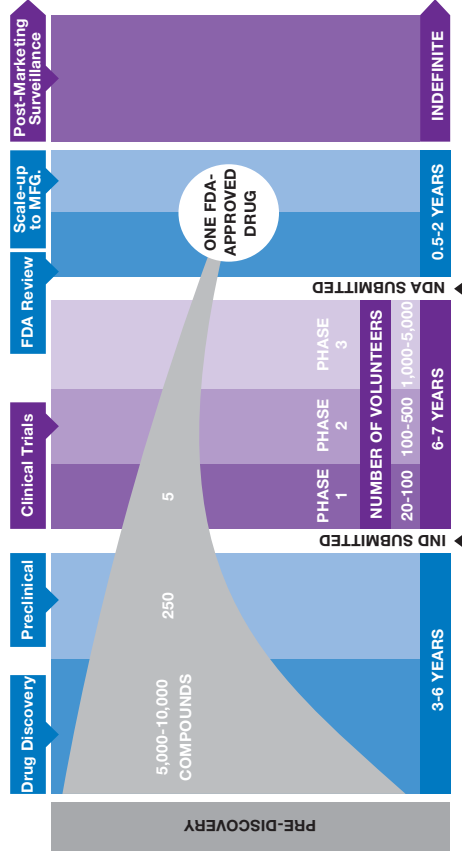 Drug Discovery
Preclinical
Clinical Trials
FDA Review
Scale-up
to MFG.
Post-Marketing
Surveillance
PRE-DISCOVERY
5,000-10,000
COMPOUNDS
250
5
ONE FDA-
APPROVED
DRUG
IND SUBMITTED
NDA SUBMITTED
PHASE
1
PHASE
2
PHASE
3
NUMBER OF VOLUNTEERS
20-100
100-500
1,000-5,000
3-6 YEARS
6-7 YEARS
0.5-2 YEARS
INDEFINITE